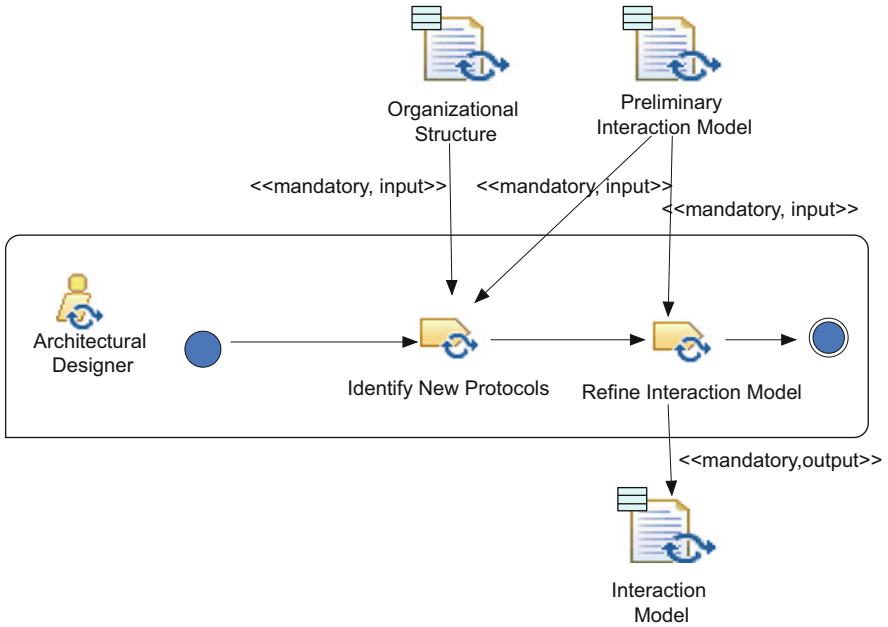 Organizational
Structure
Preliminary
Interaction Model
<<mandatory, input>>
<<mandatory, input>>
<<mandatory, input>>
Architectural
Designer
Identify New Protocols
Refine Interaction Model
<<mandatory,output>>
Interaction
Model